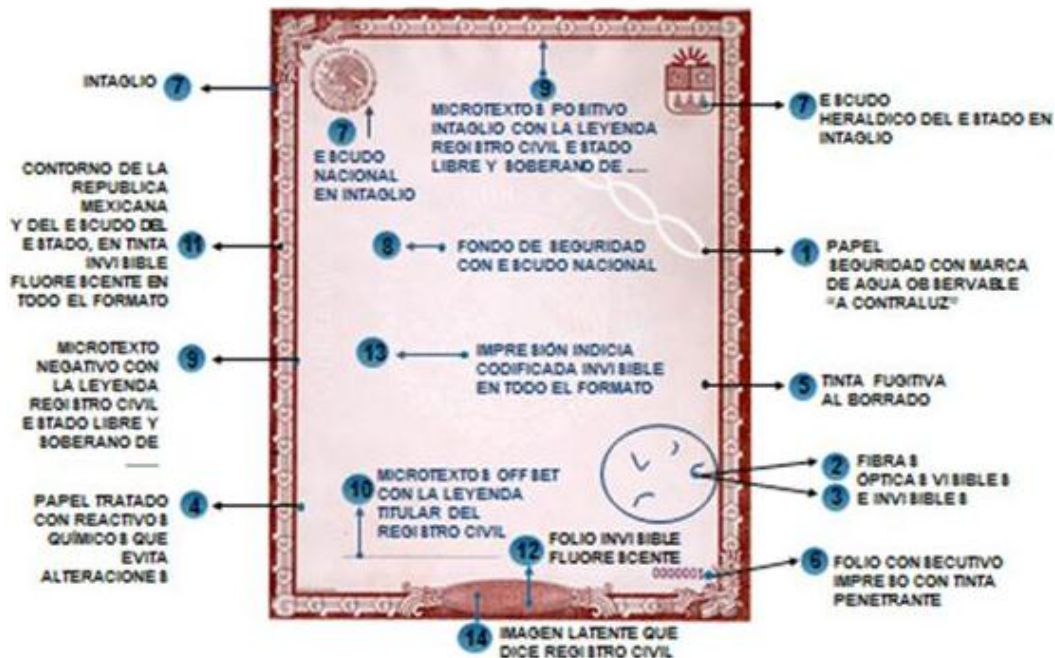 INTAGLIO 7
7
ESCUDO
NACIONAL
EN INTAGLIO
9
MICROTEXTOS POSITIVO
INTAGLIO CON LA LEYENDA
REGISTRO CIVIL ESTADO
LIBRE Y SOBERANO DE .....
7 ESCUDO
HERALDICO DEL ESTADO EN
INTAGLIO
CONTORNO DE LA
REPUBLICA
MEXICANA
Y DEL ESCUDO DEL
ESTADO, EN TINTA 11
INVISIBLE
FLUORESCENTE EN
TODO EL FORMATO
8 FONDO DE SEGURIDAD
CON ESCUDO NACIONAL
1 PAPEL
SEGURIDAD CON MARCA
DE AGUA OBSERVABLE
"A CONTRALUZ"
MICROTEXTO 9
NEGATIVO CON
LA LEYENDA
REGISTRO CIVIL
ESTADO LIBRE Y
SOBERANO DE
____
13 IMPRESIÓN INDICIA
CODIFICADA INVISIBLE
EN TODO EL FORMATO
5 TINTA FUGITIVA
AL BORRADO
2 FIBRAS
OPTICAS VISIBLES
3 E INVISIBLES
PAPEL TRATADO 4
CON REACTIVOS
QUÍMICOS QUE
EVITA
ALTERACIONES
10 MICROTEXTOS OFFSET
CON LA LEYENDA
TITULAR DEL
REGISTRO CIVIL
12 FOLIO INVISIBLE
FLUORESCENTE
0000001
6 FOLIO CONSECUTIVO
IMPRESO CON TINTA
PENETRANTE
14 IMAGEN LATENTE QUE
DICE REGISTRO CIVIL